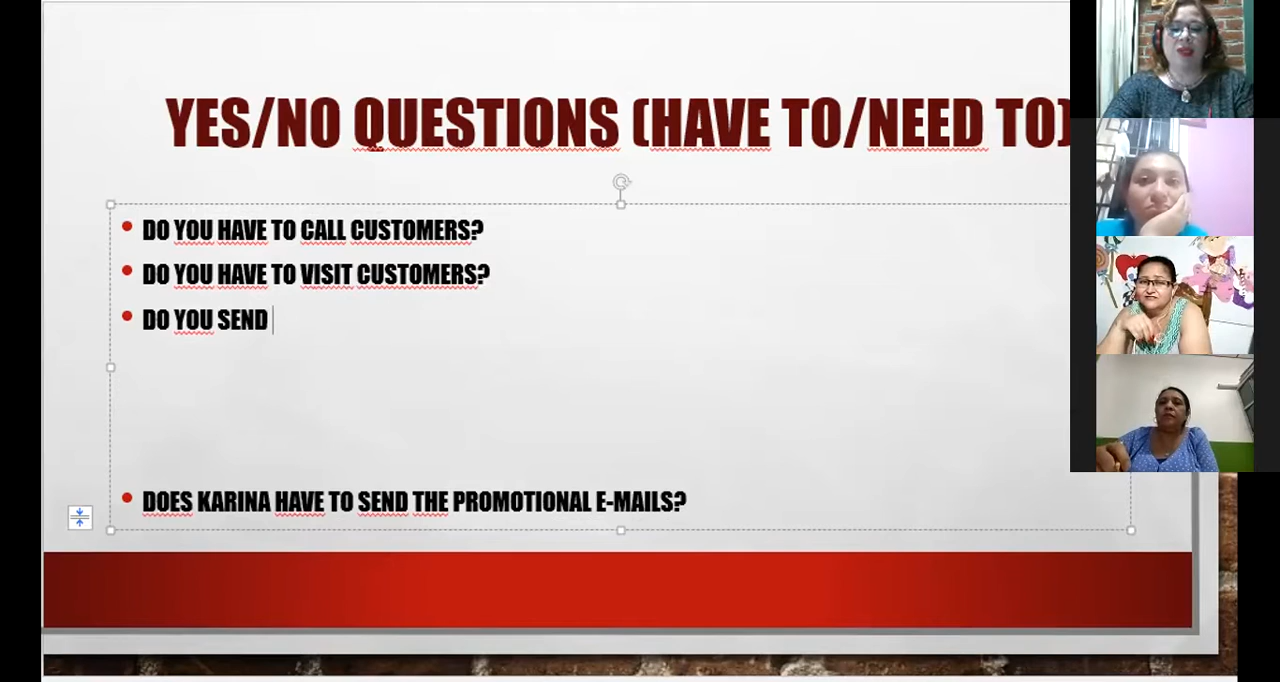 YES/NO QUESTIONS (HAVE TO/NEED TO)
DO YOU HAVE TO CALL CUSTOMERS?
DO YOU HAVE TO VISIT CUSTOMERS?
DO YOU SEND
DOES KARINA HAVE TO SEND THE PROMOTIONAL E-MAILS?